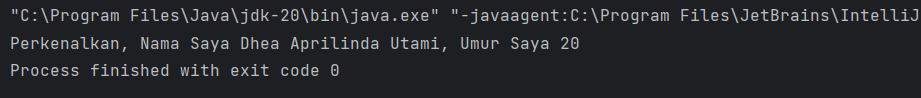 "C:\Program Files\Java\jdk-20\bin\java.exe" "-javaagent:C:\Program Files\JetBrains\IntelliJ
Perkenalkan, Nama Saya Dhea Aprilinda Utami, Umur Saya 20
Process finished with exit code 0